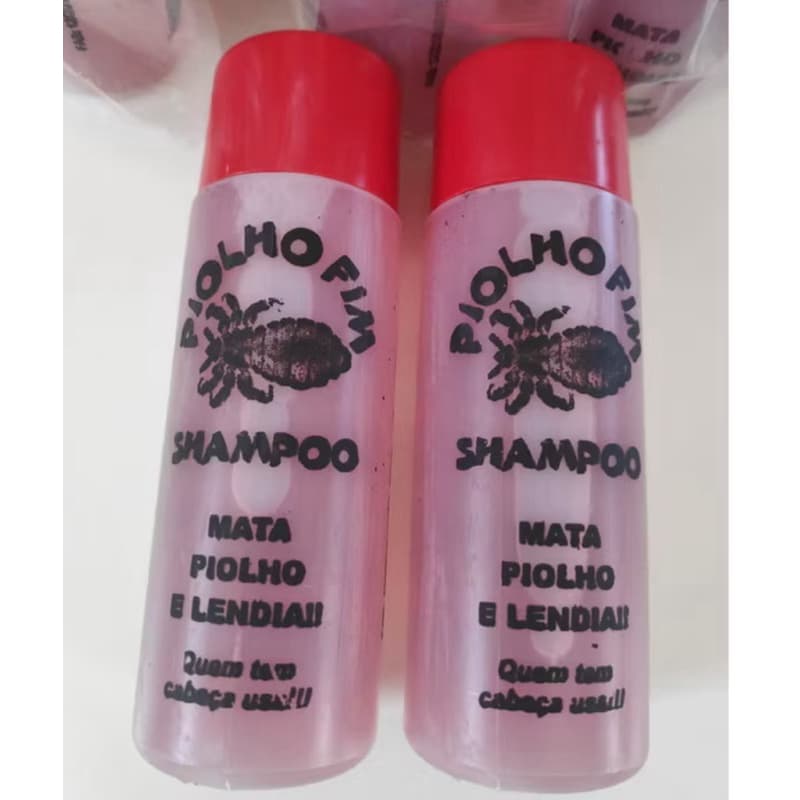 MATA
PIOLHO
PIOLHO FIM
SHAMPOO
MATA
PIOLHO
E LENDIA!!
Quem tem
cabeça usa!!!
PIOLHO FIM
SHAMPOO
MATA
PIOLHO
E LENDIA!!
Quem tem
cabeça usa!!!